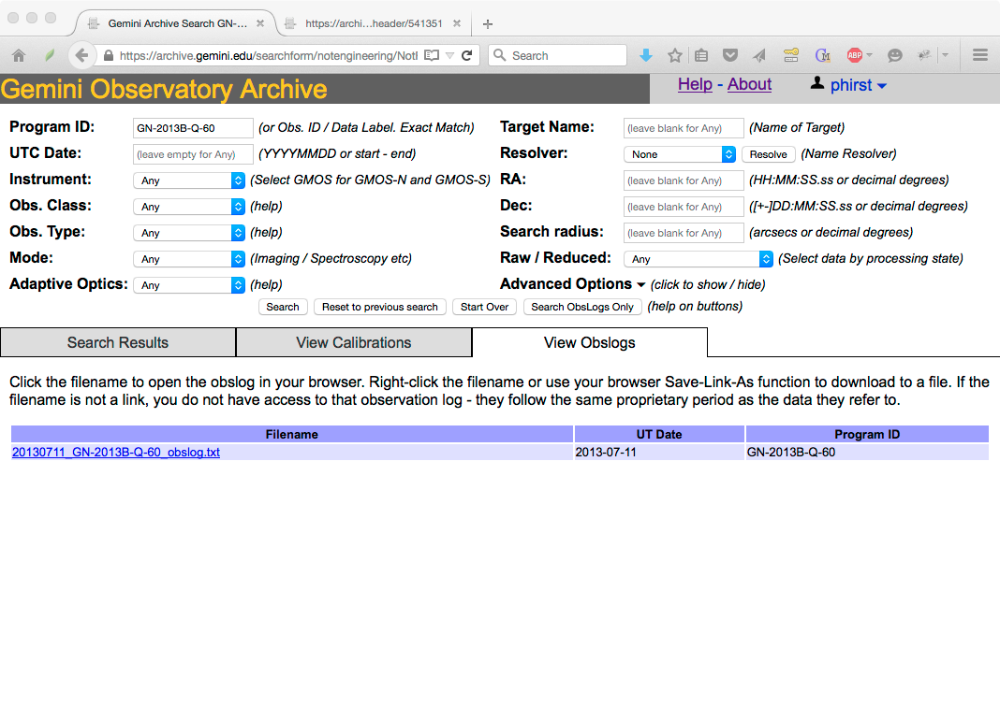 Gemini Archive Search GN-...
https://archi...header/541351
https://archive.gemini.edu/searchform/notengineering/NotI
Search
ABP
Gemini Observatory Archive
Help - About
phirst
Program ID: GN-2013B-Q-60 (or Obs. ID / Data Label. Exact Match) Target Name: (leave blank for Any) (Name of Target)
UTC Date: (leave empty for Any) (YYYYMMDD or start - end) Resolver: None Resolve (Name Resolver)
Instrument: Any (Select GMOS for GMOS-N and GMOS-S) RA: (leave blank for Any) (HH:MM:SS.ss or decimal degrees)
Obs. Class: Any (help) Dec: (leave blank for Any) ([+-]DD:MM:SS.ss or decimal degrees)
Obs. Type: Any (help) Search radius: (leave blank for Any) (arcsecs or decimal degrees)
Mode: Any (Imaging / Spectroscopy etc) Raw / Reduced: Any (Select data by processing state)
Adaptive Optics: Any (help) Advanced Options (click to show / hide)
Search Reset to previous search Start Over Search ObsLogs Only (help on buttons)
Search Results View Calibrations View Obslogs
Click the filename to open the obslog in your browser. Right-click the filename or use your browser Save-Link-As function to download to a file. If the
filename is not a link, you do not have access to that observation log - they follow the same proprietary period as the data they refer to.
Filename UT Date Program ID
20130711_GN-2013B-Q-60_obslog.txt 2013-07-11 GN-2013B-Q-60